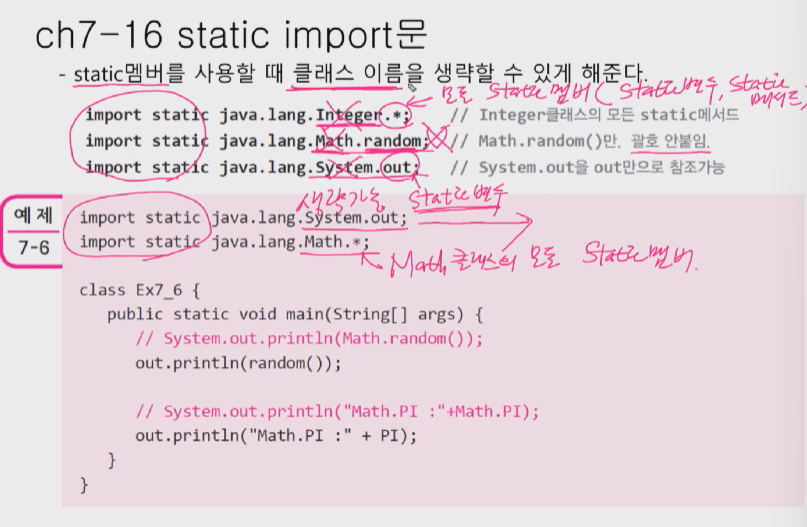 ch7-16 static import문
- static멤버를 사용할 때 클래스 이름을 생략할 수 있게 해준다.
모든 static 멤버( static변수, static 메서드)
import static java.lang.Integer.*; // Integer클래스의 모든 static메서드
import static java.lang.Math.random; // Math.random()만. 괄호 안붙임.
import static java.lang.System.out; // System.out을 out만으로 참조가능
생략가능 static변수
예제
7-6
import static java.lang.System.out;
import static java.lang.Math.*;
Math클래스의 모든 static멤버.
class Ex7_6 {
public static void main(String[] args) {
// System.out.println(Math.random());
out.println(random());
// System.out.println("Math.PI :"+Math.PI);
out.println("Math.PI :" + PI);
}
}